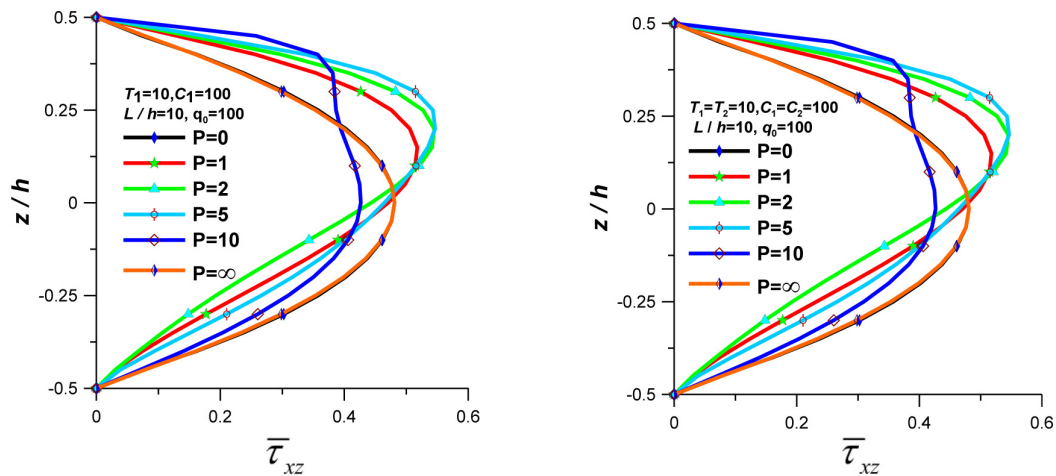 0.5
0.25
0
-0.25
-0.5
z / h
T1=10,C1=100
L / h=10, q0=100
P=0
P=1
P=2
P=5
P=10
P=∞
0 0.2 0.4 0.6
τ̅xz
0.5
0.25
0
-0.25
-0.5
z / h
T1=T2=10,C1=C2=100
L / h=10, q0=100
P=0
P=1
P=2
P=5
P=10
P=∞
0 0.2 0.4 0.6
τ̅xz